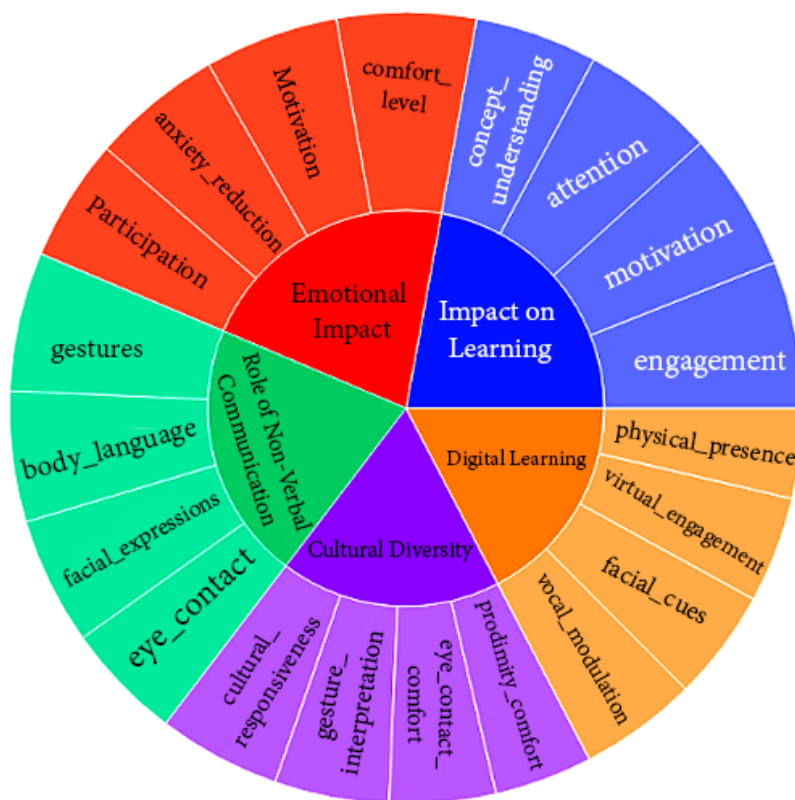 comfort_
level
Motivation
anxiety_reduction
Participation
concept_
understanding
attention
motivation
engagement
Emotional
Impact
Impact on
Learning
gestures
body_language
facial_expressions
eye_contact
Role of Non-Verbal
Communication
Digital Learning
physical_presence
virtual_engagement
facial_cues
vocal_modulation
Cultural Diversity
cultural_
responsiveness
gesture_
interpretation
eye_contact_
comfort
prodimity_comfort